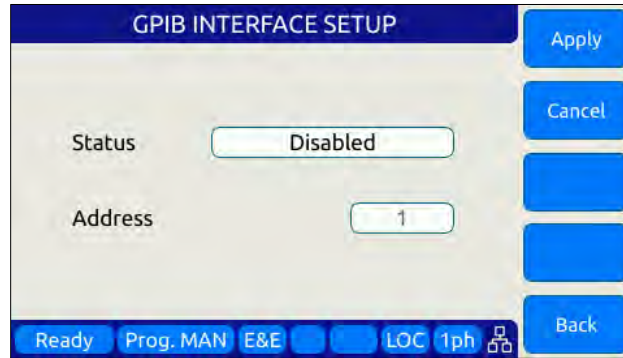 GPIB INTERFACE SETUP
Apply
Cancel
Status Disabled
Address 1
Back
Ready Prog. MAN E&E LOC 1ph